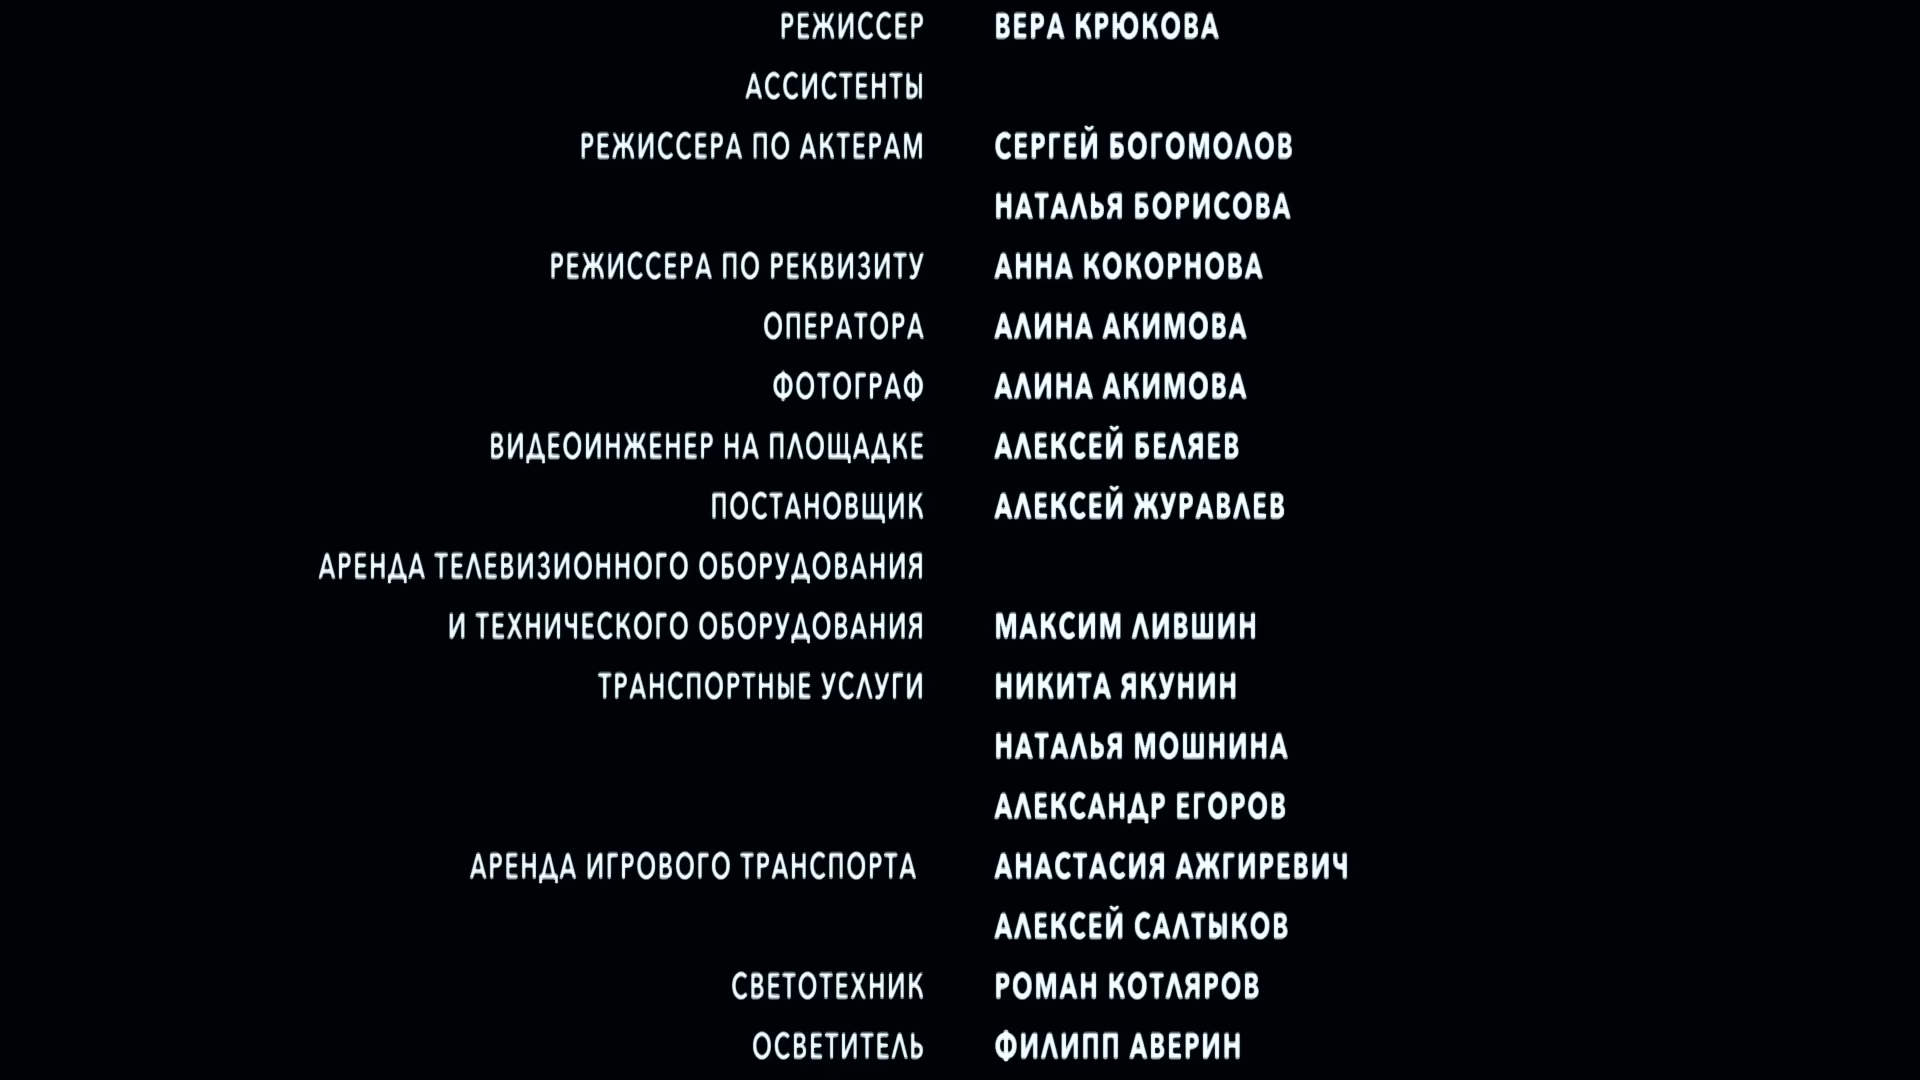 РЕЖИССЕР ВЕРА КРЮКОВА
АССИСТЕНТЫ
РЕЖИССЕРА ПО АКТЕРАМ СЕРГЕЙ БОГОМОЛОВ
НАТАЛЬЯ БОРИСОВА
РЕЖИССЕРА ПО РЕКВИЗИТУ АННА КОКОРНОВА
ОПЕРАТОРА АЛИНА АКИМОВА
ФОТОГРАФ АЛИНА АКИМОВА
ВИДЕОИНЖЕНЕР НА ПЛОЩАДКЕ АЛЕКСЕЙ БЕЛЯЕВ
ПОСТАНОВЩИК АЛЕКСЕЙ ЖУРАВЛЕВ
АРЕНДА ТЕЛЕВИЗИОННОГО ОБОРУДОВАНИЯ
И ТЕХНИЧЕСКОГО ОБОРУДОВАНИЯ МАКСИМ ЛИВШИН
ТРАНСПОРТНЫЕ УСЛУГИ НИКИТА ЯКУНИН
НАТАЛЬЯ МОШНИНА
АЛЕКСАНДР ЕГОРОВ
АРЕНДА ИГРОВОГО ТРАНСПОРТА АНАСТАСИЯ АЖГИРЕВИЧ
АЛЕКСЕЙ САЛТЫКОВ
СВЕТОТЕХНИК РОМАН КОТЛЯРОВ
ОСВЕТИТЕЛЬ ФИЛИПП АВЕРИН